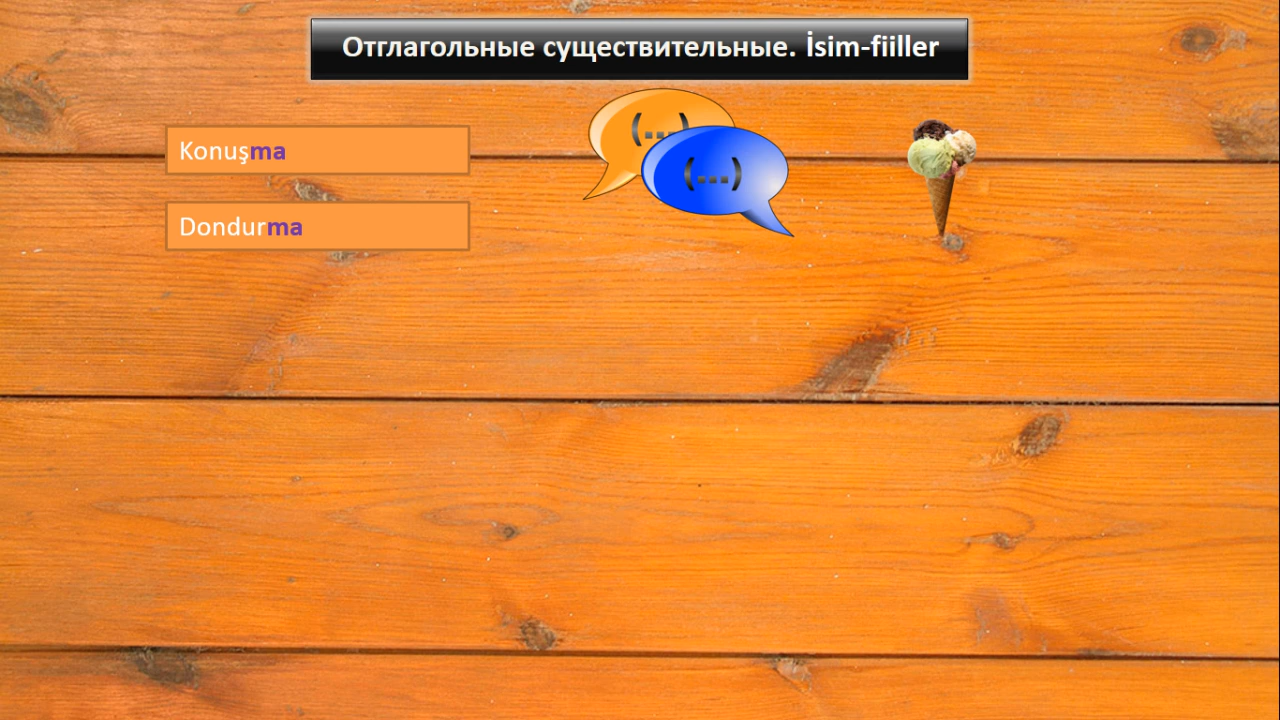 Отглагольные существительные. İsim-fiiller
Konuşma
(...)
(...)
Dondurma